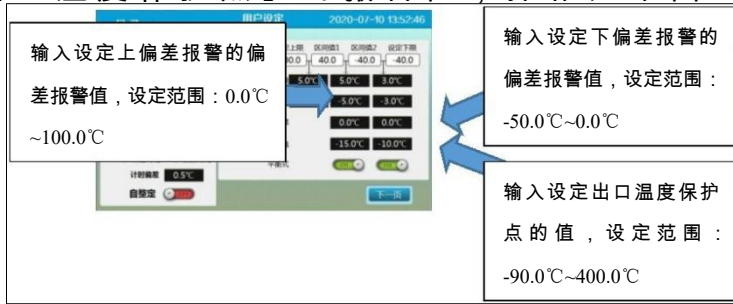 用户设定 2020-07-10 13:52:46
区间值1 区间值2 设定下限
40.0 -40.0 -40.0
5.0℃ 5.0℃ 3.0℃
-5.0℃ -3.0℃
0.0℃ 0.0℃
-15.0℃ -10.0℃
平衡式
计时偏差 0.5℃
自整定
下一页
输入设定上偏差报警的偏
差报警值，设定范围：0.0℃
~100.0℃
输入设定下偏差报警的
偏差报警值，设定范围：
-50.0℃~0.0℃
输入设定出口温度保护
点的值，设定范围：
-90.0℃~400.0℃